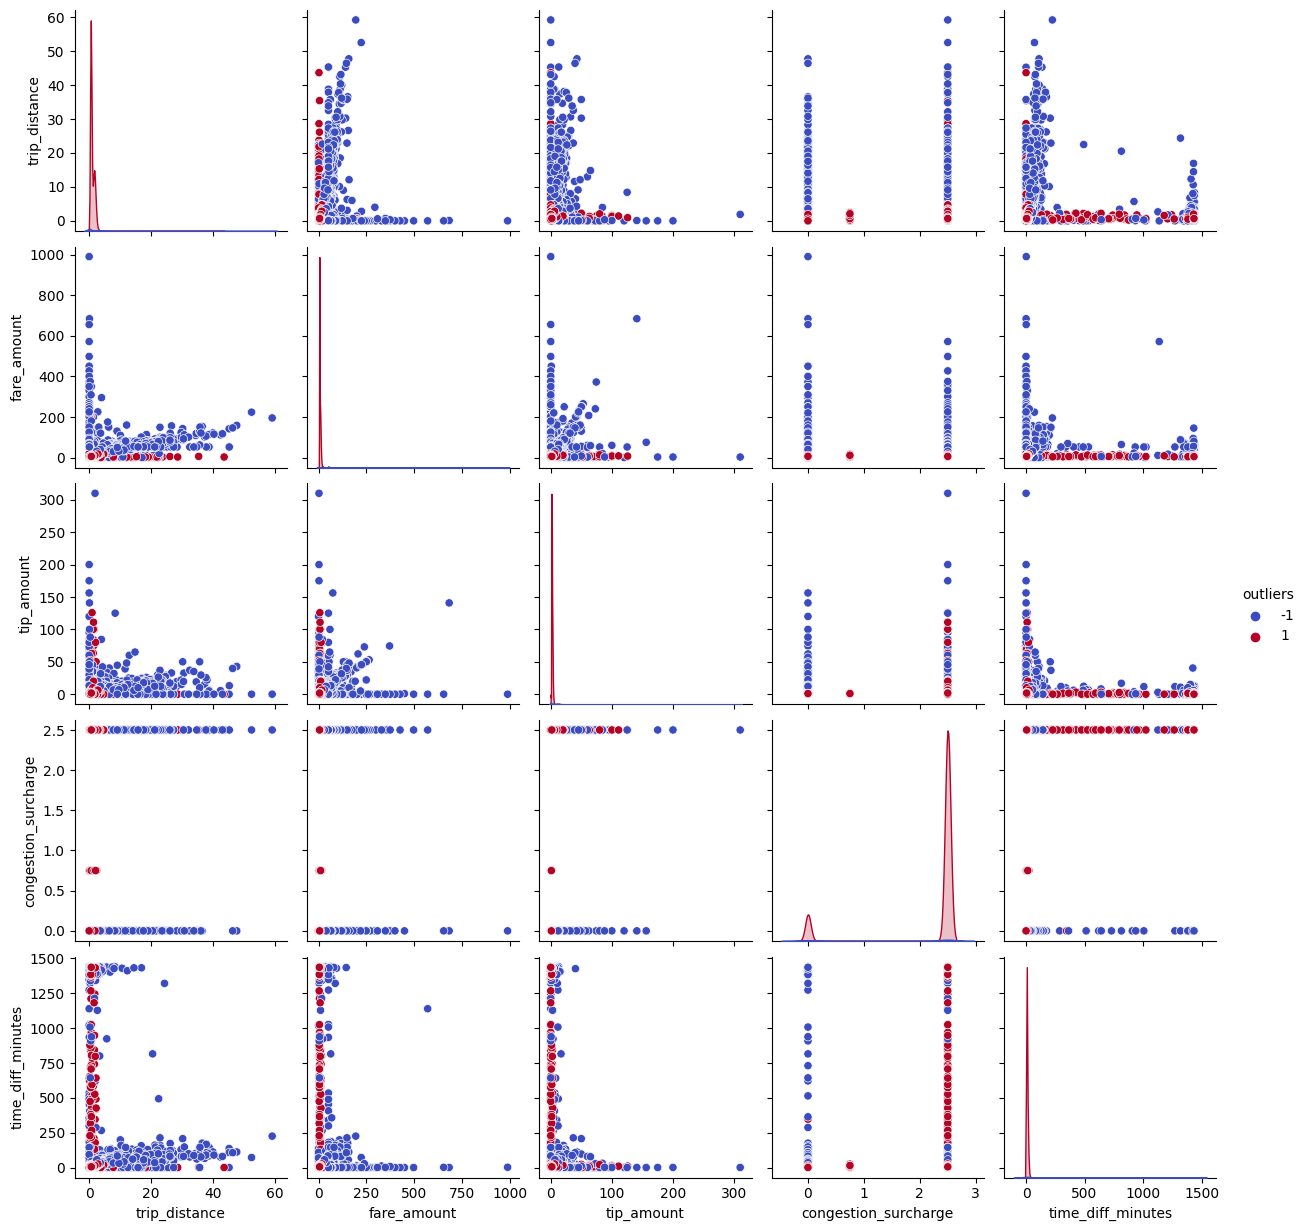 60
50
40
30
20
10
0
trip_distance
1000
800
600
400
200
0
fare_amount
300
250
200
150
100
50
0
tip_amount
outliers
-1
1
2.5
2.0
1.5
1.0
0.5
0.0
congestion_surcharge
1500
1250
1000
750
500
250
0
time_diff_minutes
0 20 40 60
0 250 500 750 1000
0 100 200 300
0 1 2 3
0 500 1000 1500
trip_distance
fare_amount
tip_amount
congestion_surcharge
time_diff_minutes